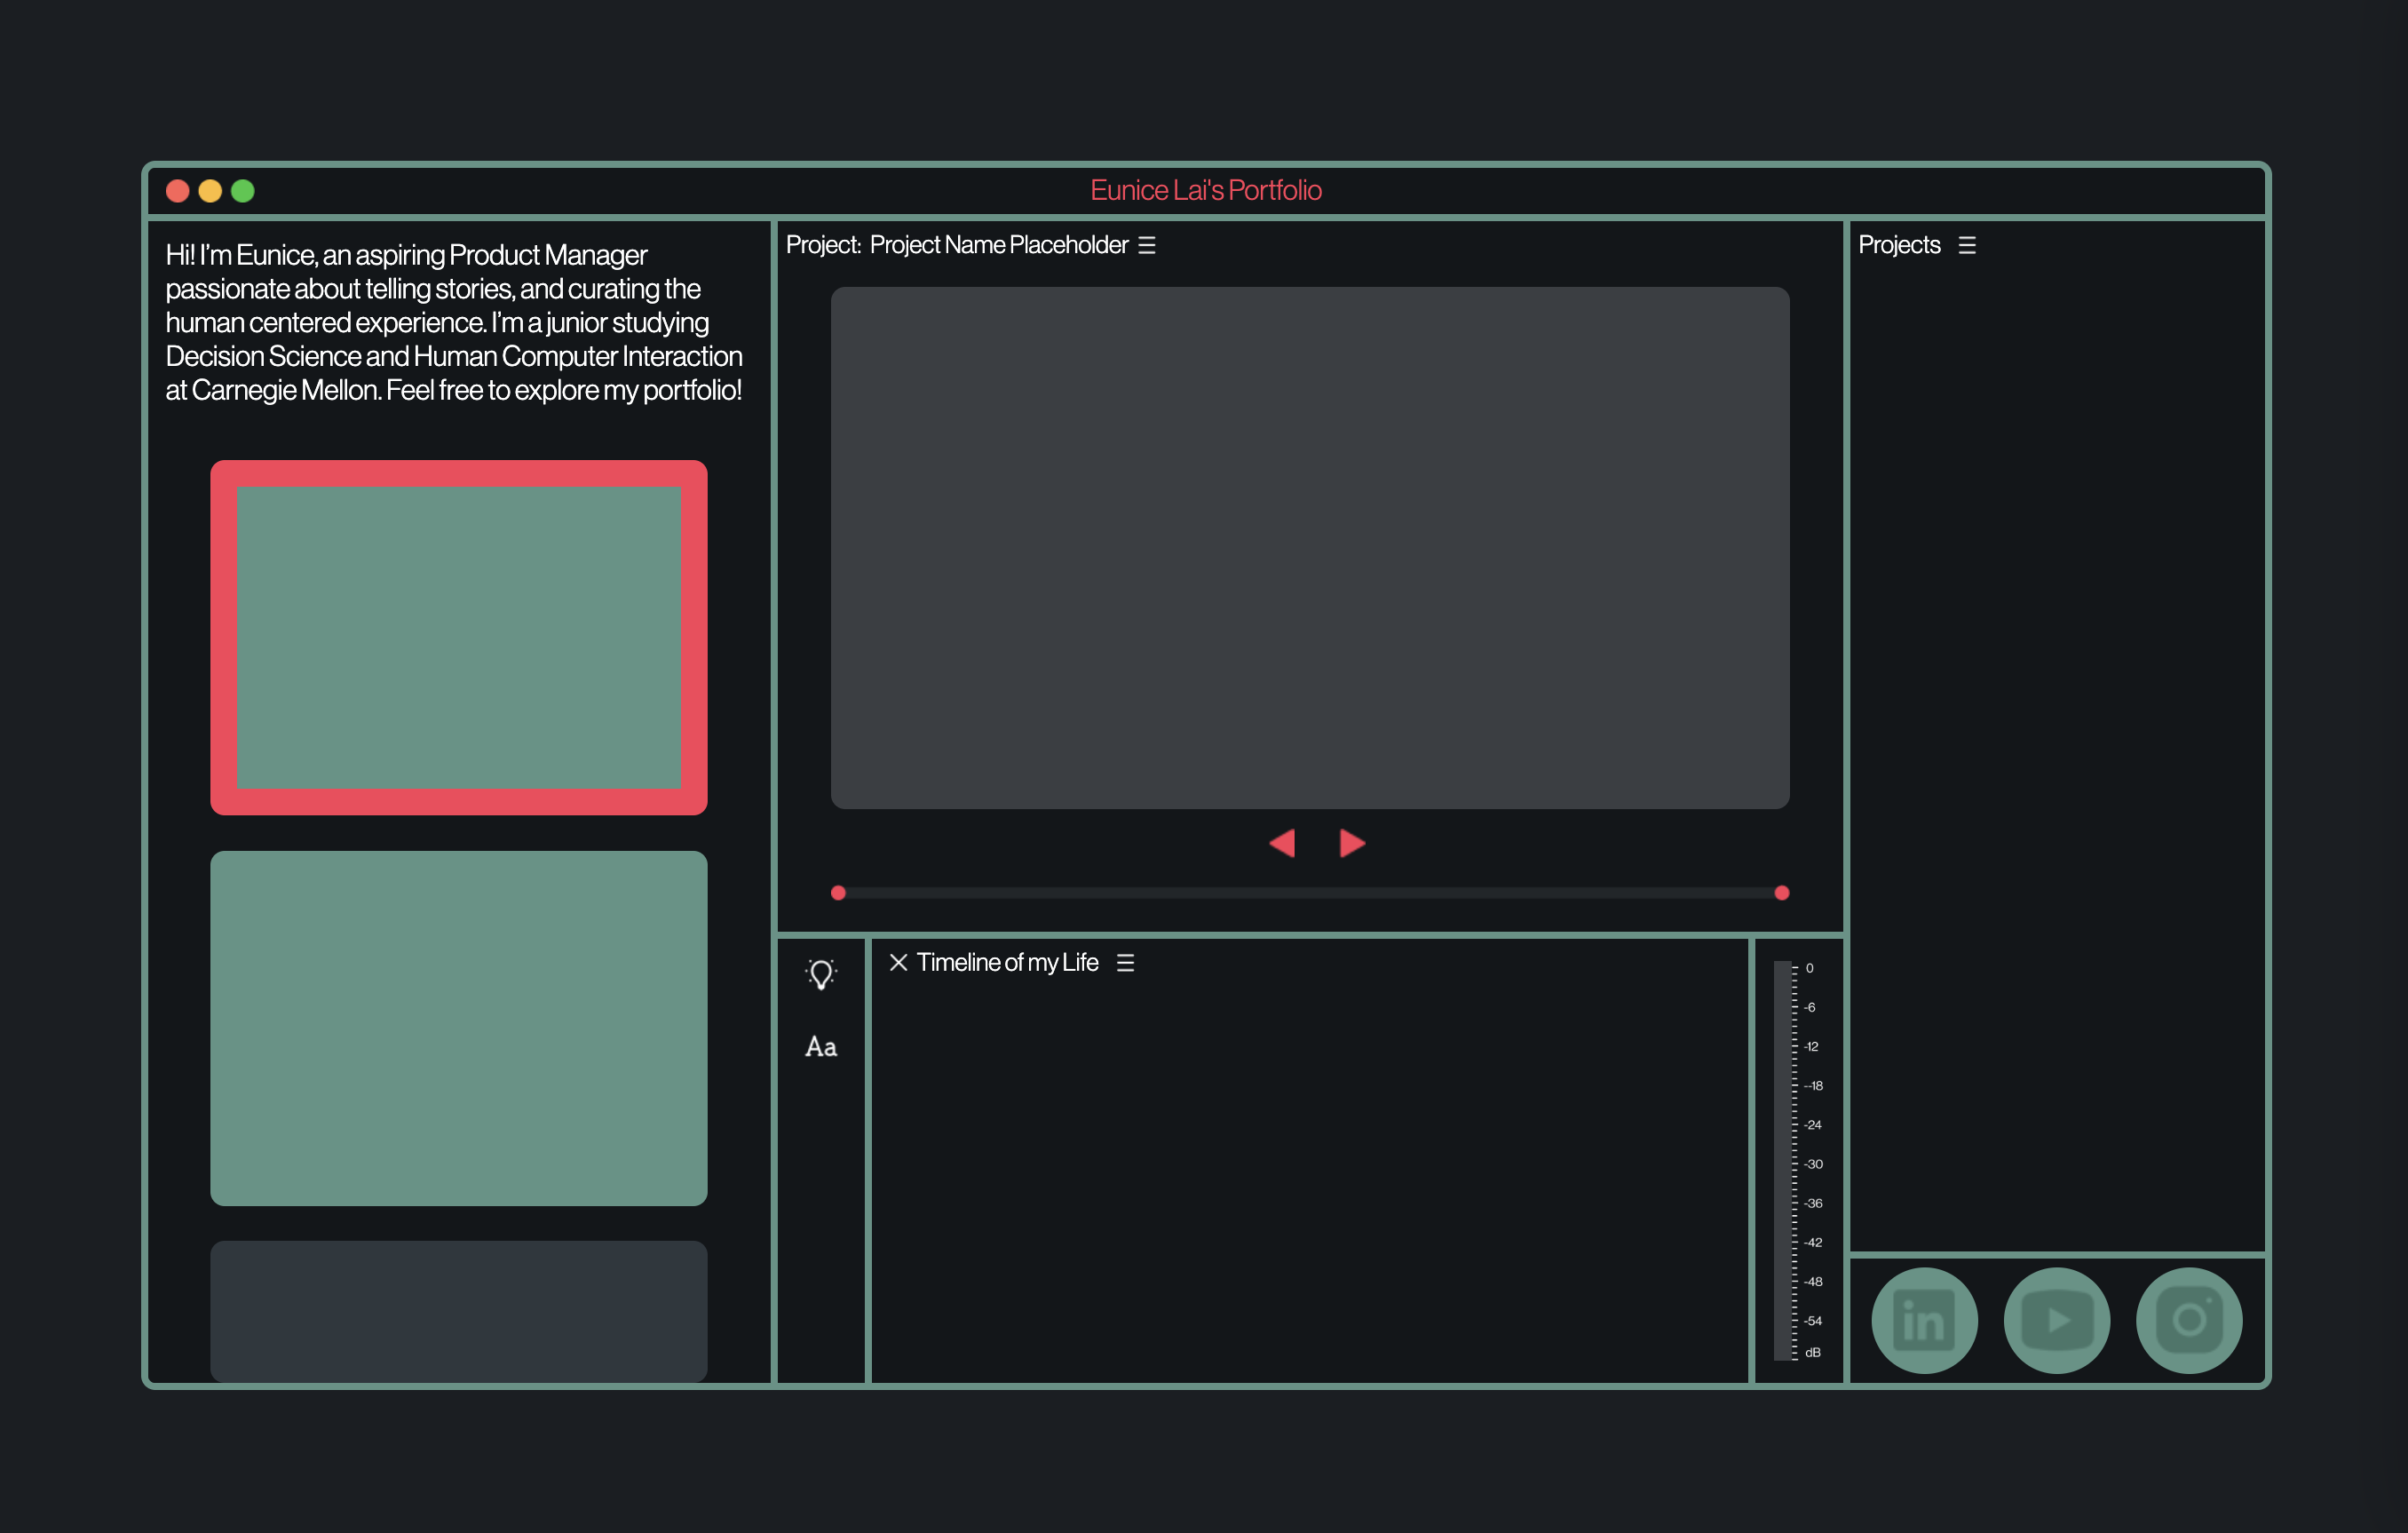 Eunice Lai's Portfolio
Hi! I'm Eunice, an aspiring Product Manager
passionate about telling stories, and curating the
human centered experience. I'm a junior studying
Decision Science and Human Computer Interaction
at Carnegie Mellon. Feel free to explore my portfolio!
Project: Project Name Placeholder
Projects
Aa
Timeline of my Life
0
-6
-12
--18
-24
-30
-36
-42
-48
-54
dB
in